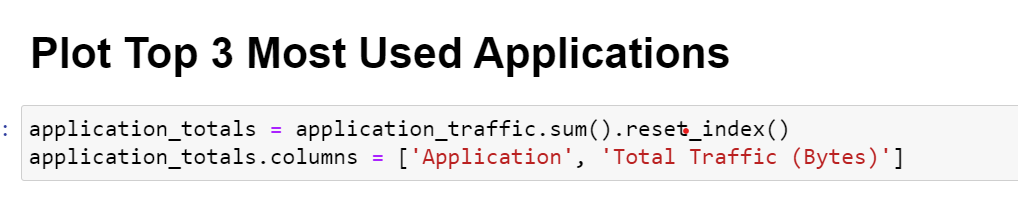 Plot Top 3 Most Used Applications
: application_totals = application_traffic.sum().reset_index()
application_totals.columns = ['Application', 'Total Traffic (Bytes)']